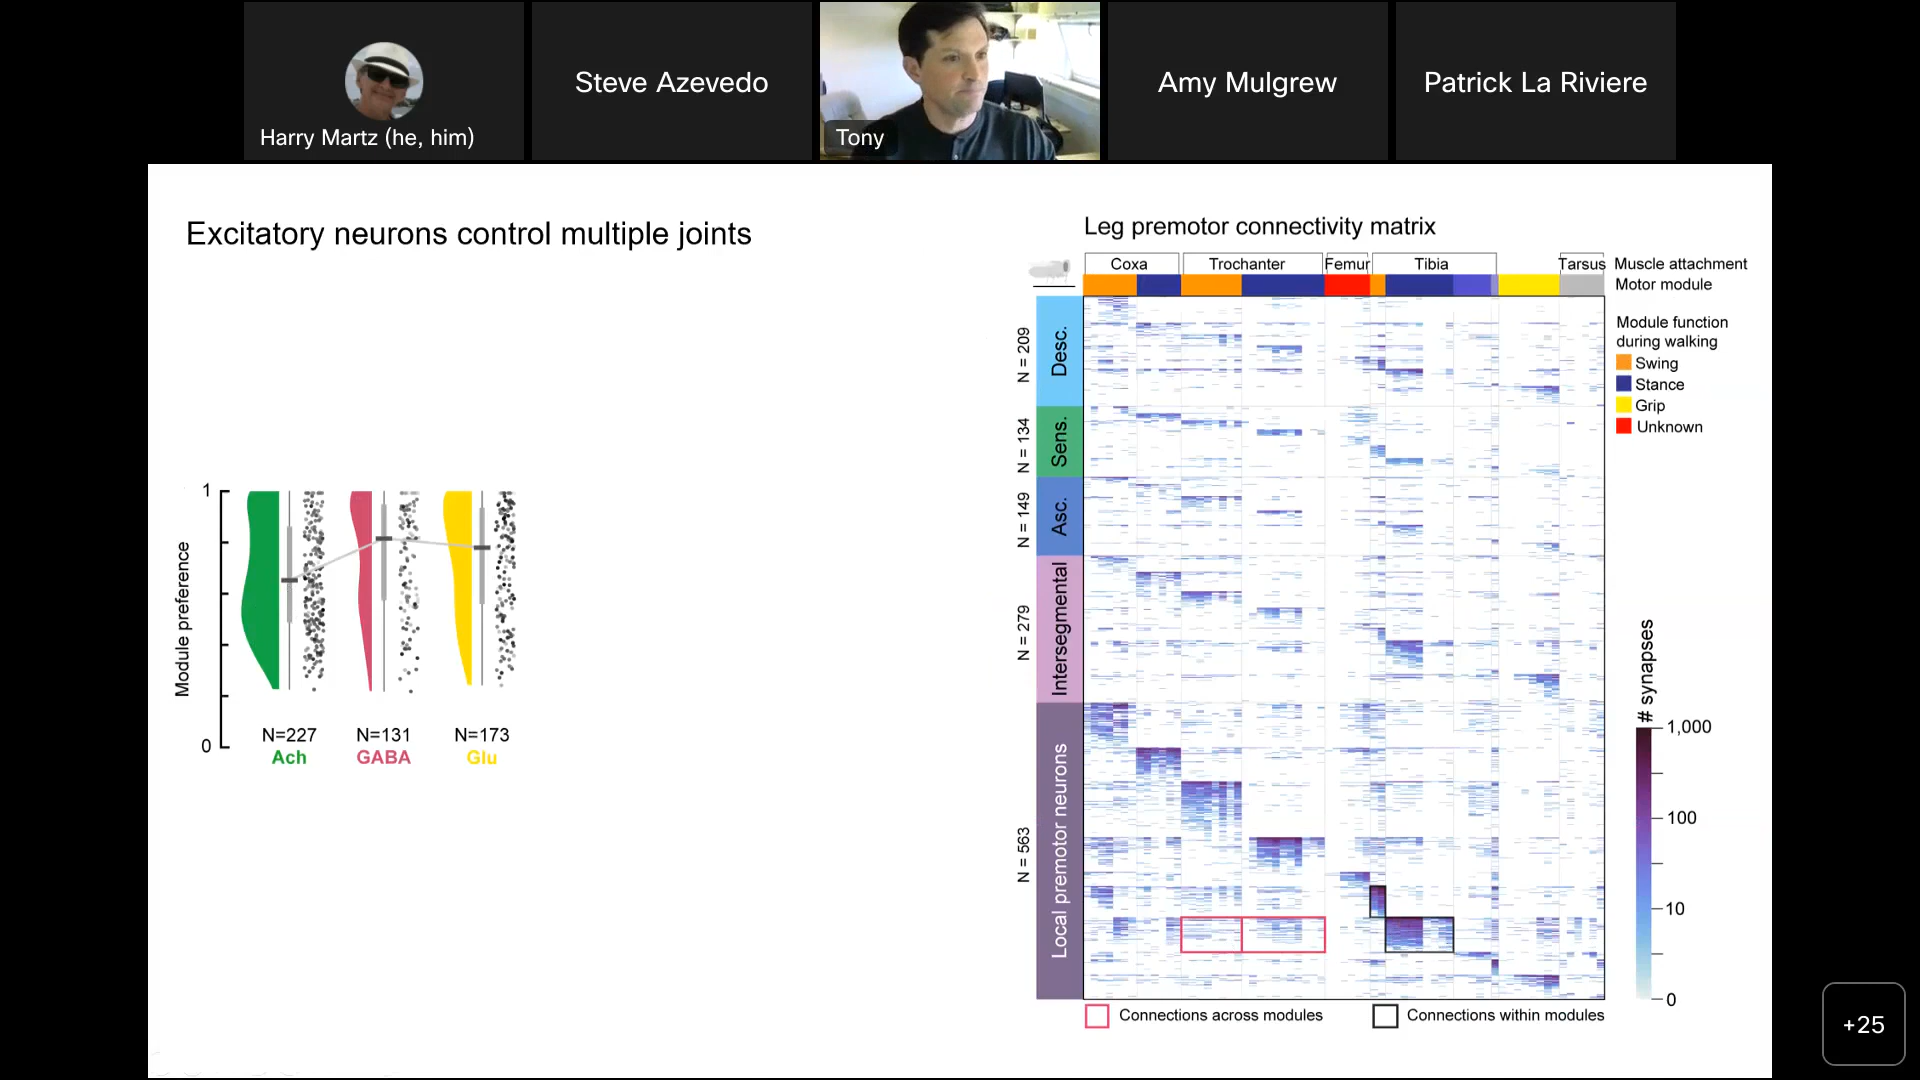 Harry Martz (he, him)
Steve Azevedo
Tony
Amy Mulgrew
Patrick La Riviere
Excitatory neurons control multiple joints
1
Module preference
0
N=227
N=131
N=173
Ach
GABA
Glu
Leg premotor connectivity matrix
Coxa
Trochanter
Femur
Tibia
Tarsus
Muscle attachment
Motor module
Module function
during walking
Swing
Stance
Grip
Unknown
N = 209
Desc.
N = 134
Sens.
N = 149
Asc.
N = 279
Intersegmental
N = 563
Local premotor neurons
# synapses
1,000
100
10
0
Connections across modules
Connections within modules
+25